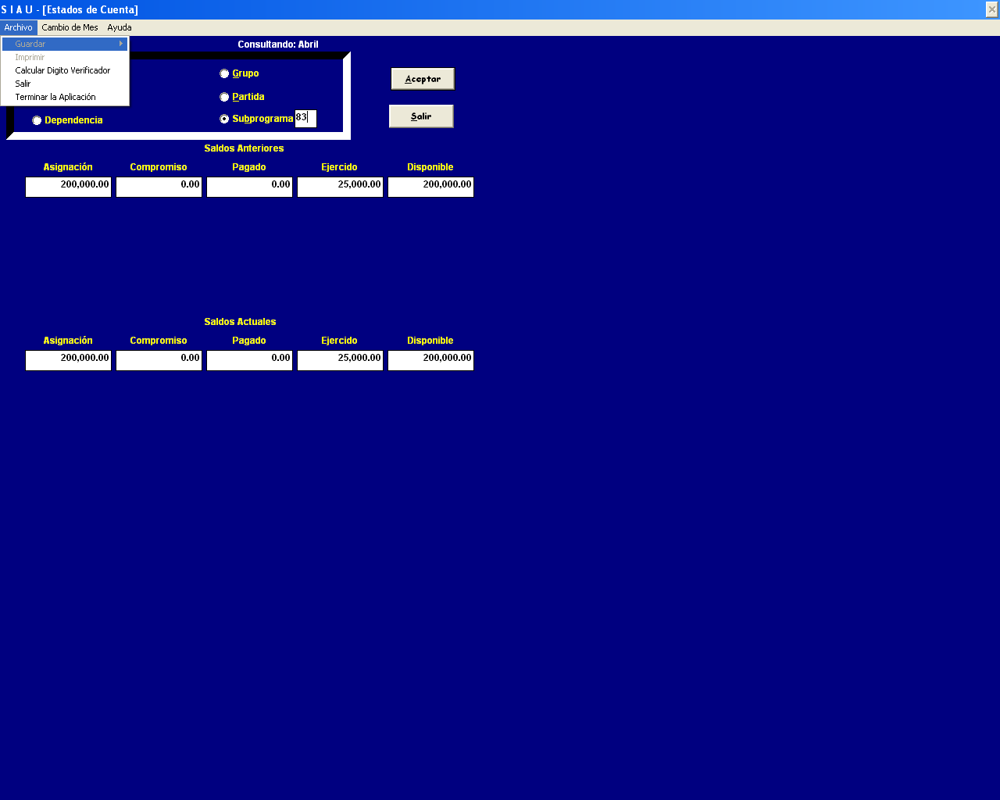 S I A U - [Estados de Cuenta]
Archivo Cambio de Mes Ayuda
Guardar
Imprimir
Calcular Digito Verificador
Salir
Terminar la Aplicación
Consultando: Abril
Grupo
Partida
Dependencia
Subprograma 83
Aceptar
Salir
Saldos Anteriores
Asignación Compromiso Pagado Ejercido Disponible
200,000.00 0.00 0.00 25,000.00 200,000.00
Saldos Actuales
Asignación Compromiso Pagado Ejercido Disponible
200,000.00 0.00 0.00 25,000.00 200,000.00